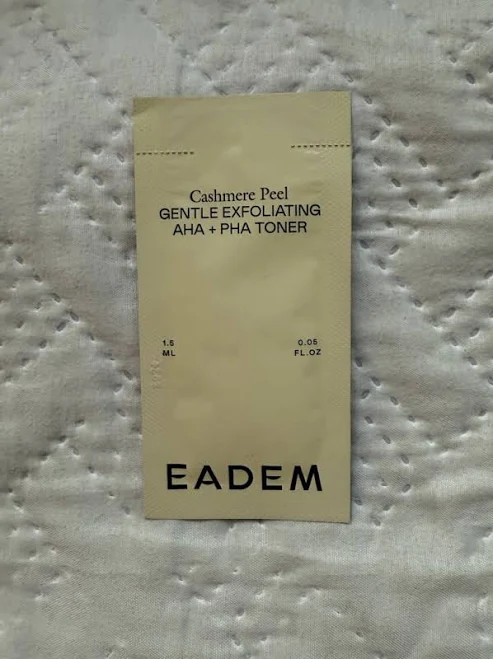 Cashmere Peel
GENTLE EXFOLIATING
AHA + PHA TONER
1.5 0.05
ML FL.OZ
EADEM